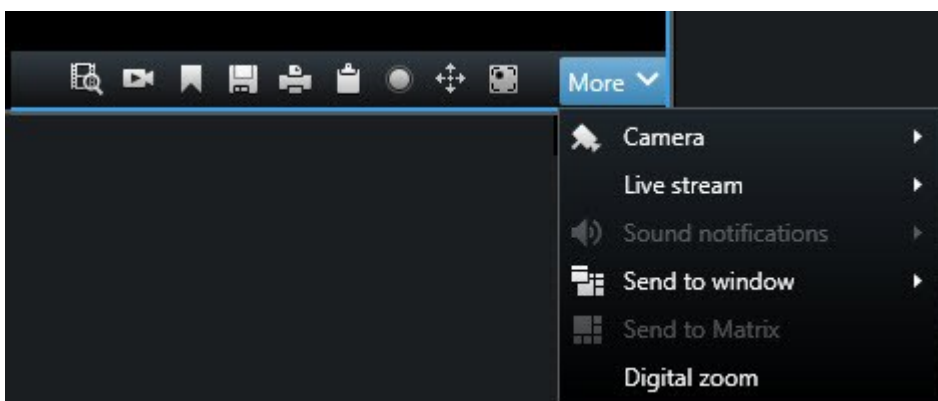 More
Camera
Live stream
Sound notifications
Send to window
Send to Matrix
Digital zoom